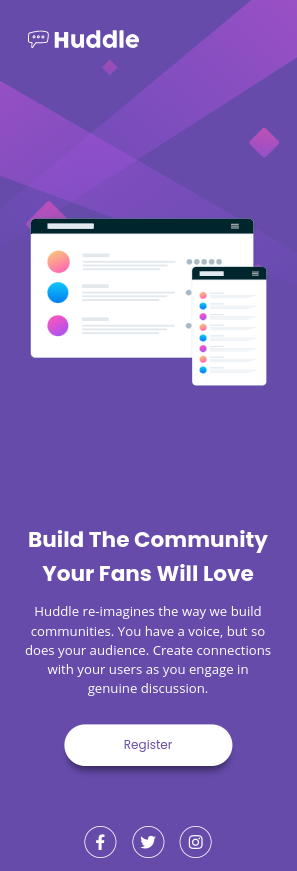 Huddle
Build The Community
Your Fans Will Love
Huddle re-imagines the way we build
communities. You have a voice, but so
does your audience. Create connections
with your users as you engage in
genuine discussion.
Register